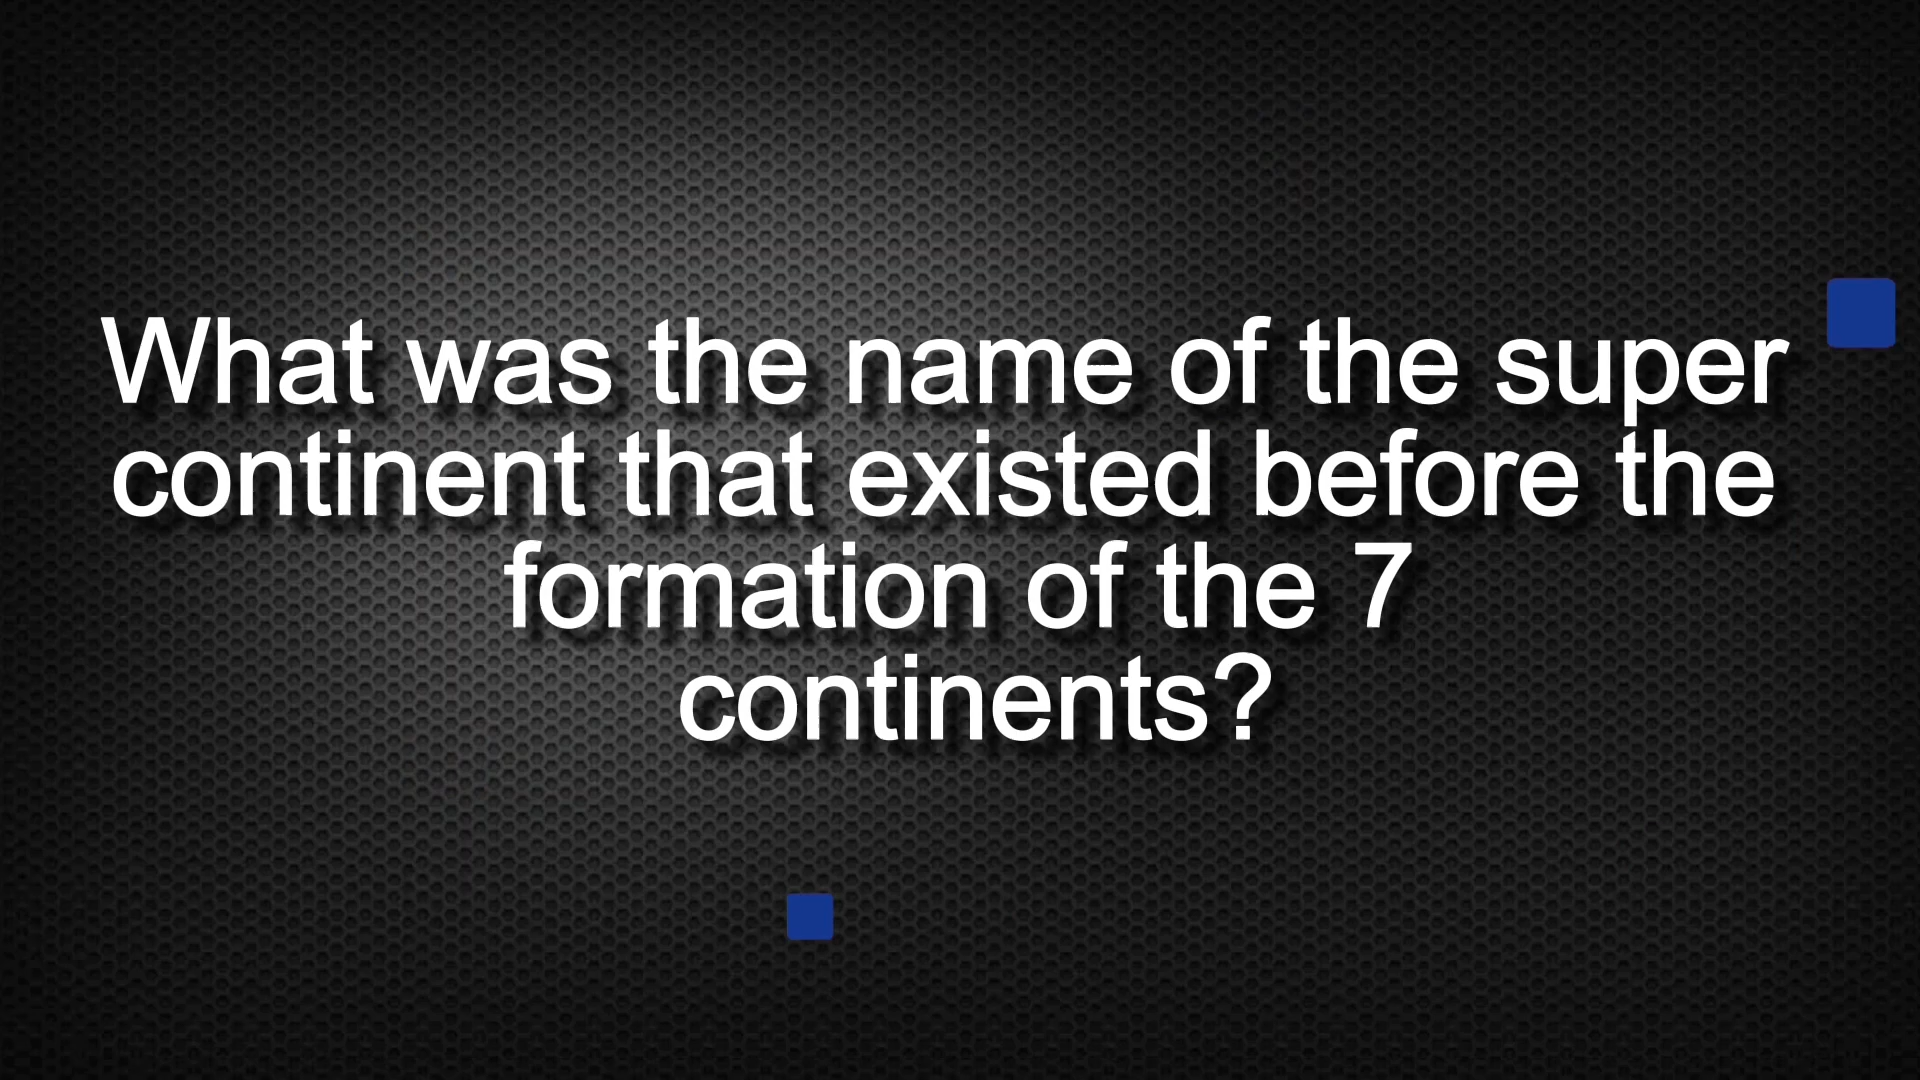 What was the name of the super
continent that existed before the
formation of the 7
continents?